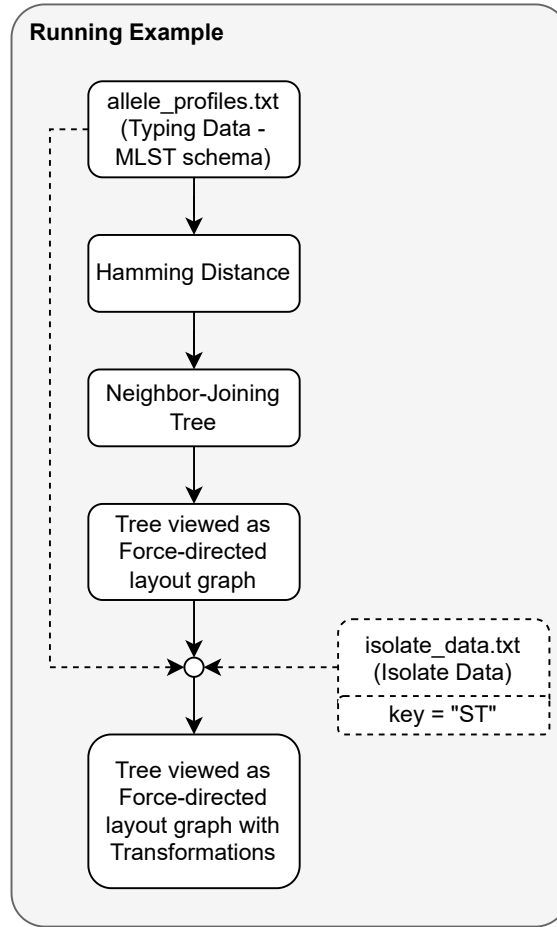 Running Example
allele_profiles.txt
(Typing Data -
MLST schema)
Hamming Distance
Neighbor-Joining
Tree
Tree viewed as
Force-directed
layout graph
isolate_data.txt
(Isolate Data)
key = "ST"
Tree viewed as
Force-directed
layout graph with
Transformations